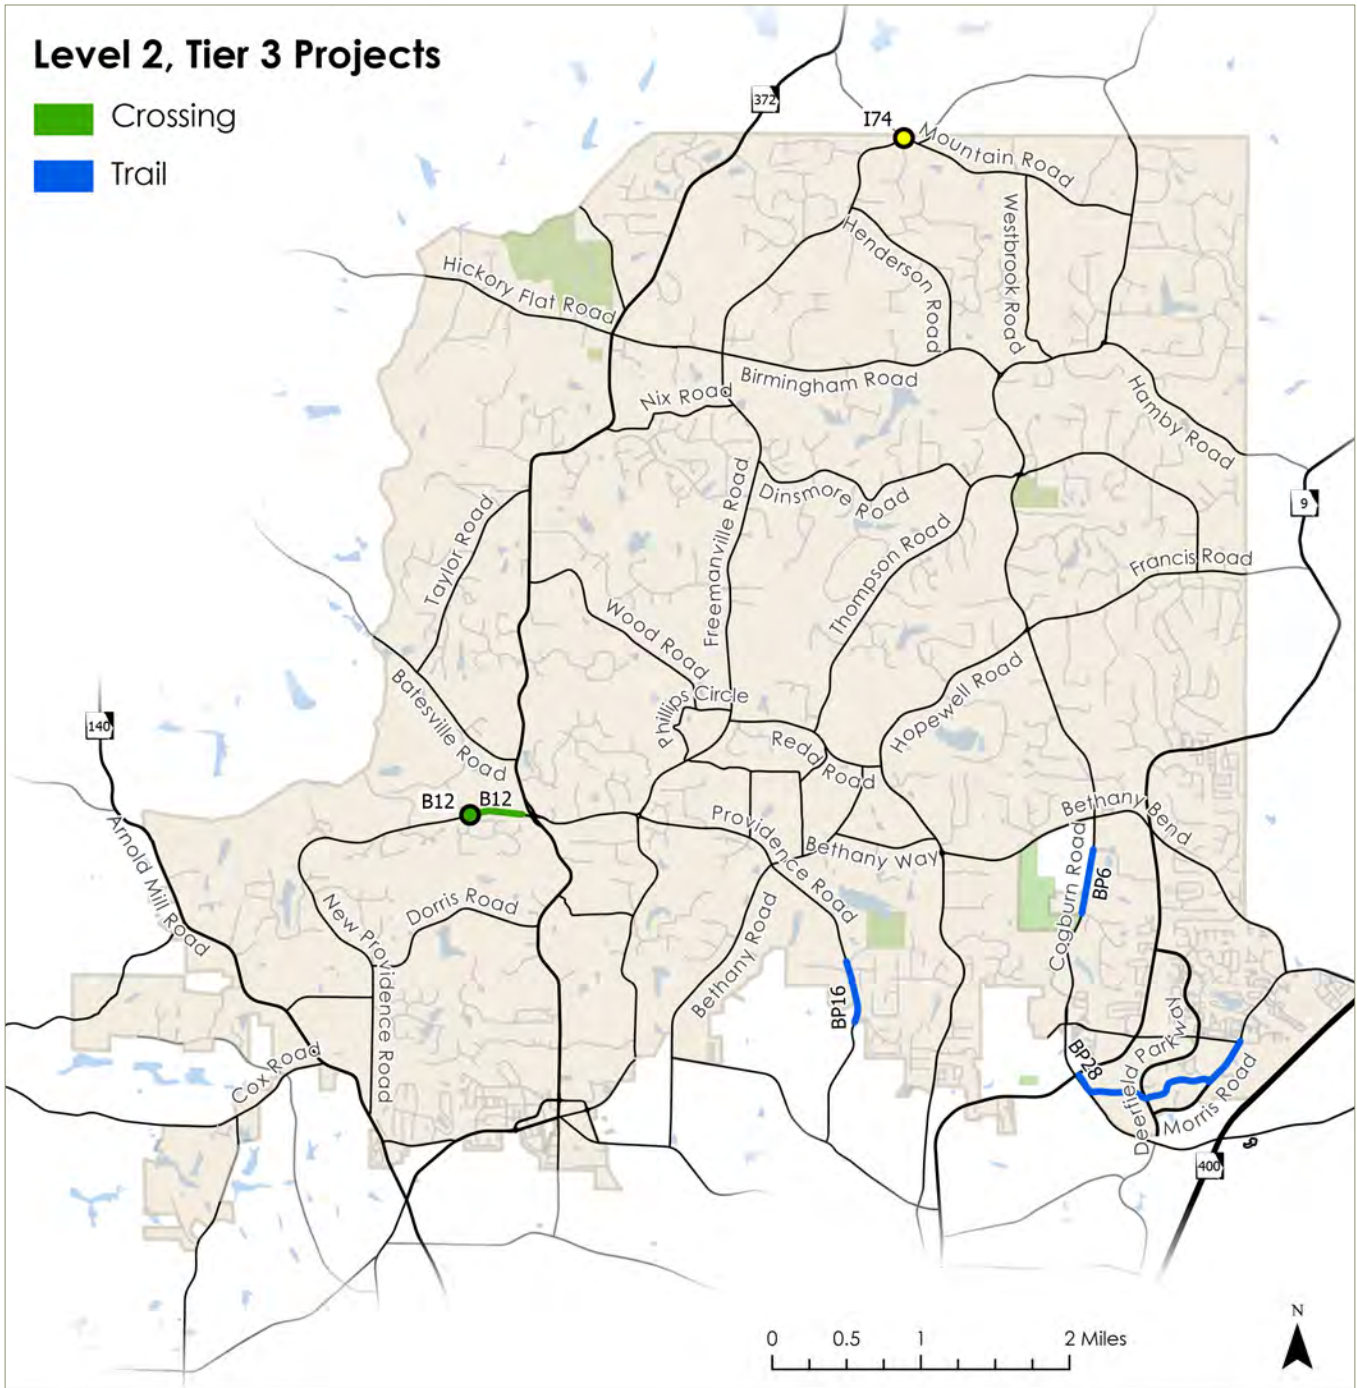 Level 2, Tier 3 Projects
Crossing
Trail
372
I74
Mountain Road
Westbrook Road
Henderson Road
Hickory Flat Road
Birmingham Road
Nix Road
Hamby Road
9
Dinsmore Road
Freemanville Road
Taylor Road
Thompson Road
Francis Road
Wood Road
Phillips Circle
Hopewell Road
Batesville Road
Redd Road
140
B12
B12
Providence Road
Bethany Bend
Bethany Way
Arnold Mill Road
Cogburn Road
BP6
Dorris Road
New Providence Road
Bethany Road
BP16
BP28
Deerfield Parkway
Morris Road
Cox Road
9
400
N
0 0.5 1 2 Miles